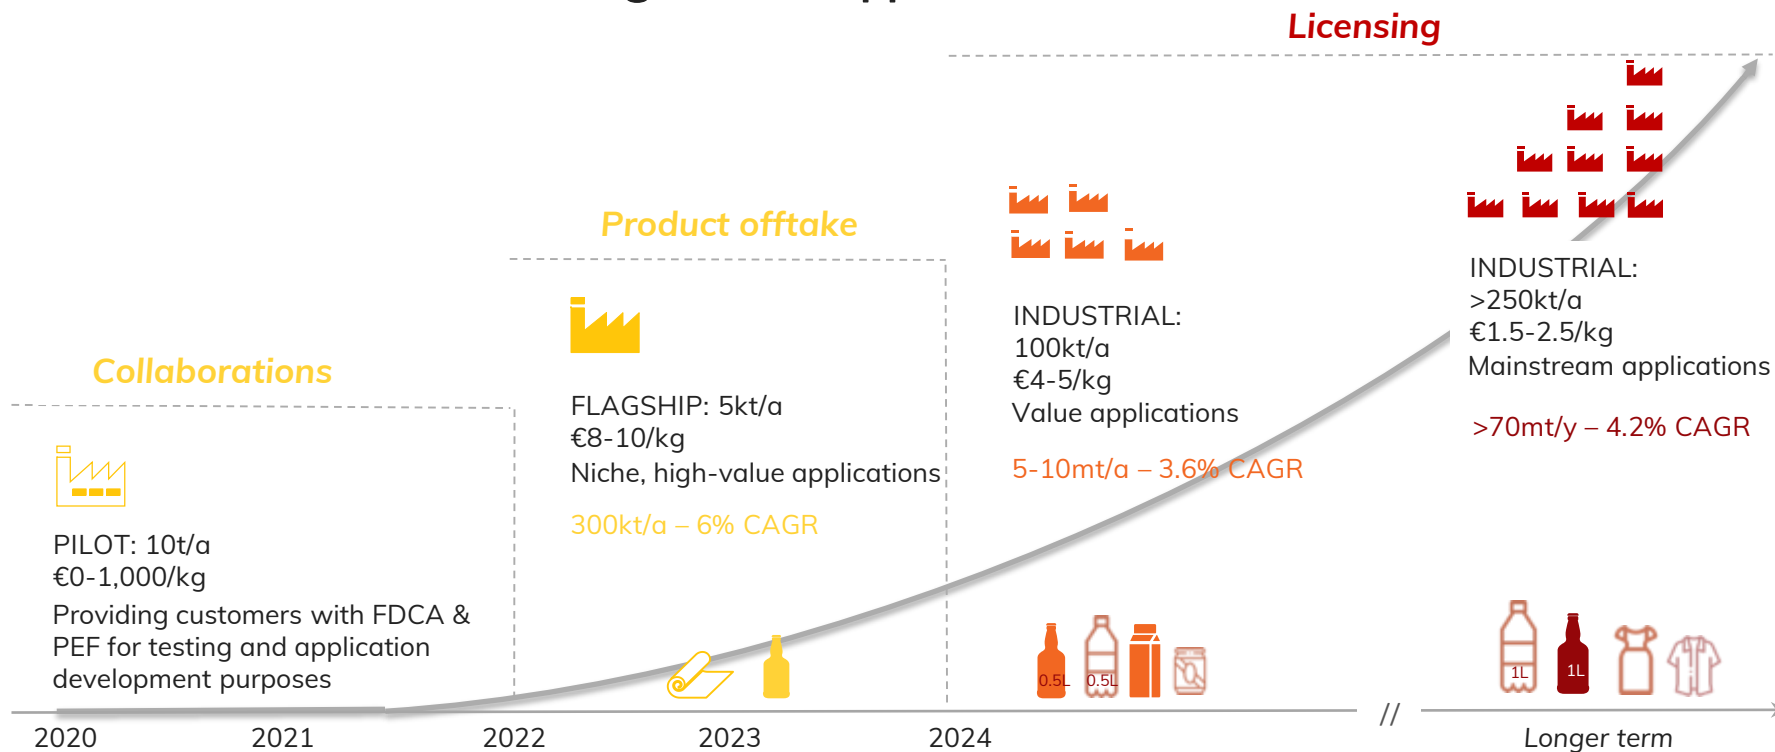 Licensing
Product offtake
Collaborations
PILOT: 10t/a
€0-1,000/kg
Providing customers with FDCA &
PEF for testing and application
development purposes
FLAGSHIP: 5kt/a
€8-10/kg
Niche, high-value applications
300kt/a – 6% CAGR
INDUSTRIAL:
100kt/a
€4-5/kg
Value applications
5-10mt/a – 3.6% CAGR
INDUSTRIAL:
>250kt/a
€1.5-2.5/kg
Mainstream applications
>70mt/y – 4.2% CAGR
0.5L
0.5L
1L
1L
//
2020
2021
2022
2023
2024
Longer term